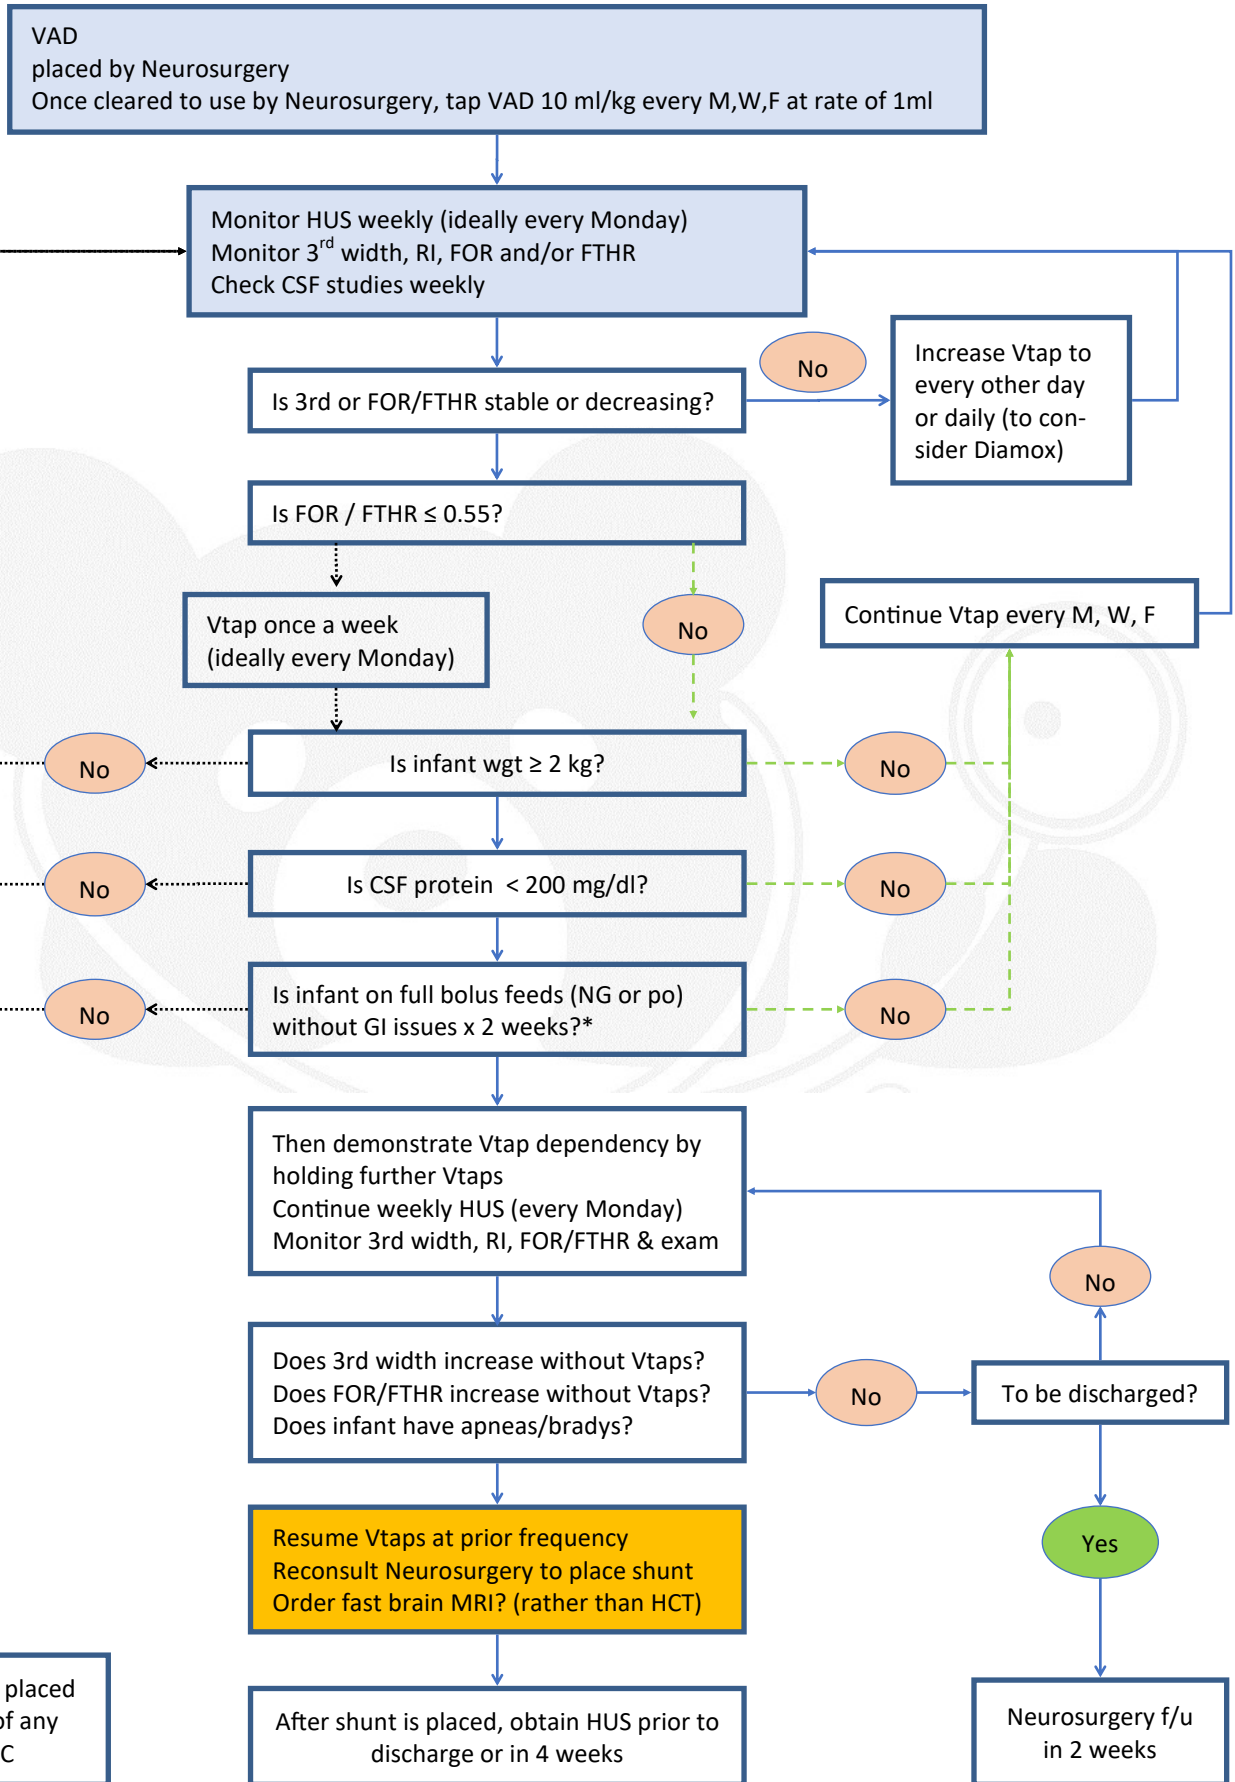 VAD
placed by Neurosurgery
Once cleared to use by Neurosurgery, tap VAD 10 ml/kg every M,W,F at rate of 1ml
Monitor HUS weekly (ideally every Monday)
Monitor 3rd width, RI, FOR and/or FTHR
Check CSF studies weekly
Is 3rd or FOR/FTHR stable or decreasing?
No
Increase Vtap to
every other day
or daily (to con-
sider Diamox)
Is FOR / FTHR ≤ 0.55?
Vtap once a week
(ideally every Monday)
No
Continue Vtap every M, W, F
No
Is infant wgt ≥ 2 kg?
No
No
Is CSF protein < 200 mg/dl?
No
No
Is infant on full bolus feeds (NG or po)
without GI issues x 2 weeks?*
No
Then demonstrate Vtap dependency by
holding further Vtaps
Continue weekly HUS (every Monday)
Monitor 3rd width, RI, FOR/FTHR & exam
No
Does 3rd width increase without Vtaps?
Does FOR/FTHR increase without Vtaps?
Does infant have apneas/bradys?
No
To be discharged?
Resume Vtaps at prior frequency
Reconsult Neurosurgery to place shunt
Order fast brain MRI? (rather than HCT)
Yes
placed
of any
C
After shunt is placed, obtain HUS prior to
discharge or in 4 weeks
Neurosurgery f/u
in 2 weeks